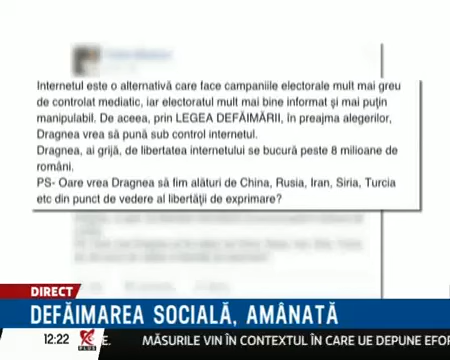 Internetul este o alternativă care face campaniile electorale mult mai greu
de controlat mediatic, iar electoratul mult mai bine informat şi mai puţin
manipulabil. De aceea, prin LEGEA DEFĂIMĂRII, în preajma alegerilor,
Dragnea vrea să pună sub control internetul.
Dragnea, ai grijă, de libertatea internetului se bucură peste 8 milioane de
români.
PS- Oare vrea Dragnea să fim alături de China, Rusia, Iran, Siria, Turcia
etc din punct de vedere al libertăţii de exprimare?
DIRECT
DEFĂIMAREA SOCIALĂ, AMÂNATĂ
12:22 PLUS E. MĂSURILE VIN ÎN CONTEXTUL ÎN CARE UE DEPUNE EFOR